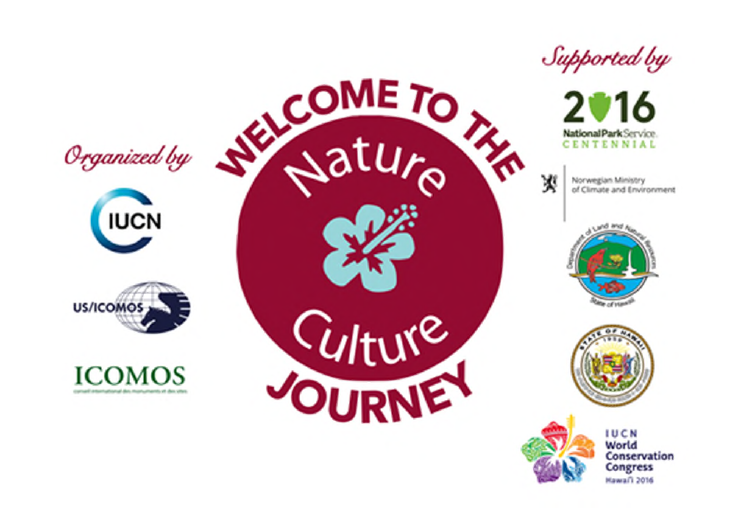 WELCOME TO THE
Nature
Culture
JOURNEY
Organized by
IUCN
US/ICOMOS
ICOMOS
conseil international des monuments et des sites
Supported by
2016
National Park Service
CENTENNIAL
Norwegian Ministry
of Climate and Environment
Department of Land and Natural Resources
State of Hawaii
STATE OF HAWAII
1959
IUCN
World
Conservation
Congress
Hawai'i 2016